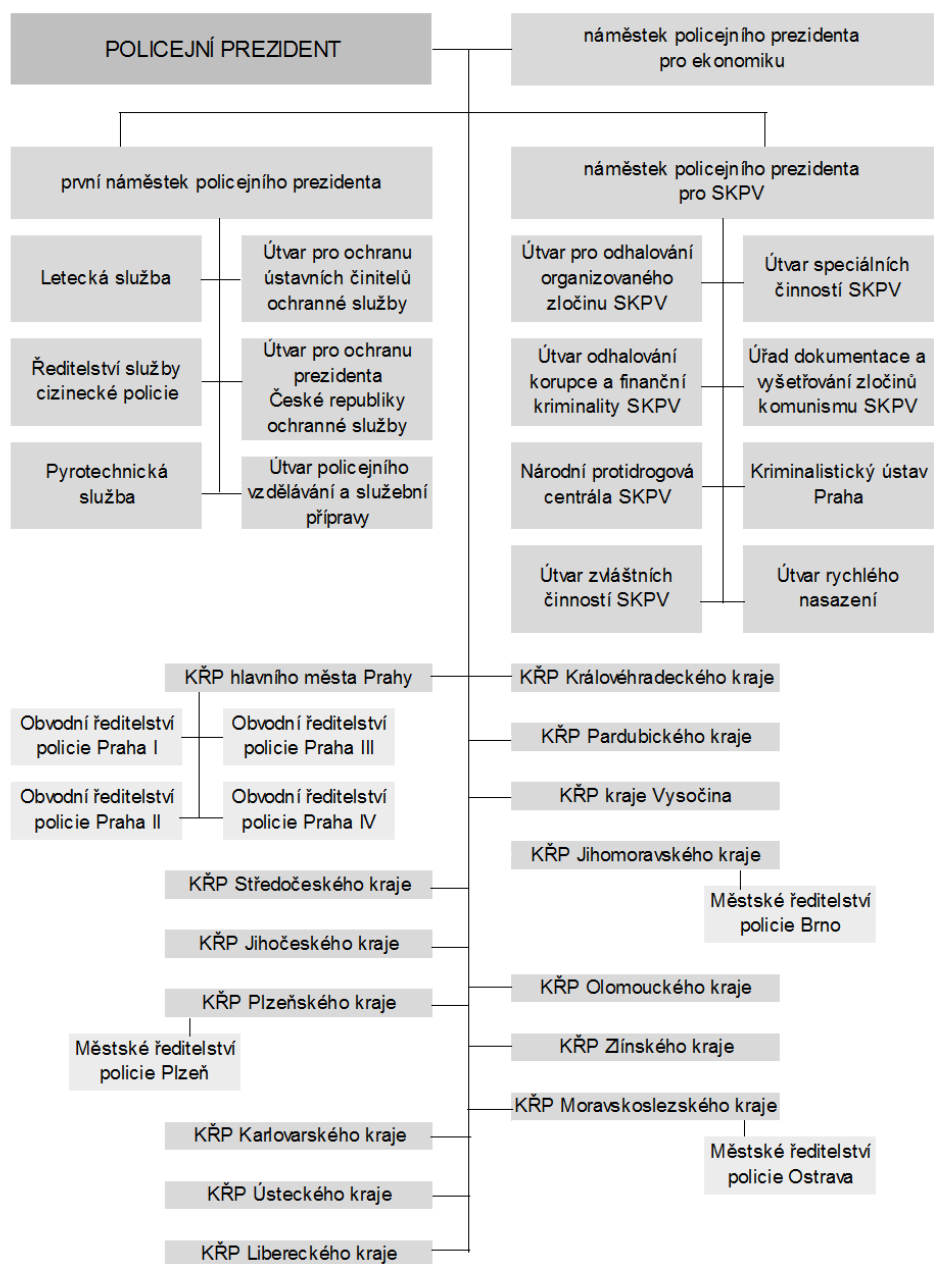 POLICEJNÍ PREZIDENT
náměstek policejního prezidenta
pro ekonomiku
první náměstek policejního prezidenta
náměstek policejního prezidenta
pro SKPV
Letecká služba
Útvar pro ochranu
ústavních činitelů
ochranné služby
Ředitelství služby
cizinecké policie
Útvar pro ochranu
prezidenta
České republiky
ochranné služby
Pyrotechnická
služba
Útvar policejního
vzdělávání a služební
přípravy
Útvar pro odhalování
organizovaného
zločinu SKPV
Útvar speciálních
činností SKPV
Útvar odhalování
korupce a finanční
kriminality SKPV
Úřad dokumentace a
vyšetřování zločinů
komunismu SKPV
Národní protidrogová
centrála SKPV
Kriminalistický ústav
Praha
Útvar zvláštních
činností SKPV
Útvar rychlého
nasazení
KŘP hlavního města Prahy
Obvodní ředitelství
policie Praha I
Obvodní ředitelství
policie Praha III
Obvodní ředitelství
policie Praha II
Obvodní ředitelství
policie Praha IV
KŘP Středočeského kraje
KŘP Jihočeského kraje
KŘP Plzeňského kraje
Městské ředitelství
policie Plzeň
KŘP Karlovarského kraje
KŘP Ústeckého kraje
KŘP Libereckého kraje
KŘP Královéhradeckého kraje
KŘP Pardubického kraje
KŘP kraje Vysočina
KŘP Jihomoravského kraje
Městské ředitelství
policie Brno
KŘP Olomouckého kraje
KŘP Zlínského kraje
KŘP Moravskoslezského kraje
Městské ředitelství
policie Ostrava